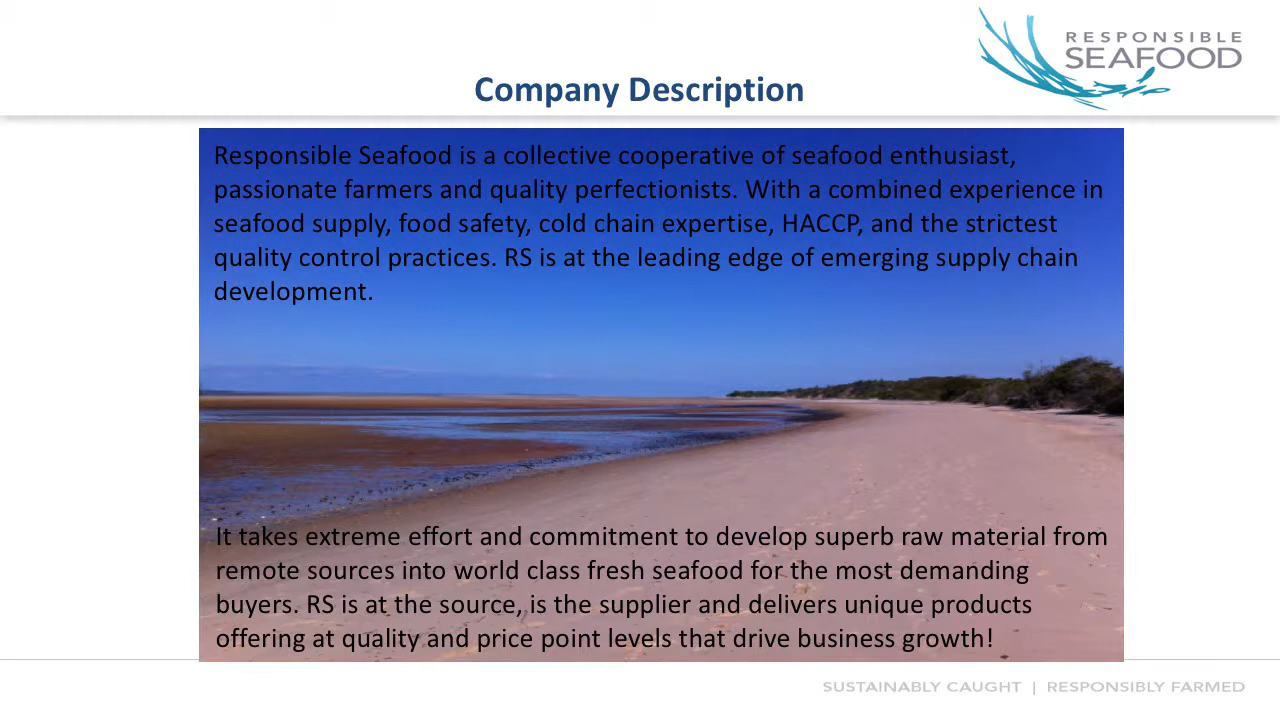 RESPONSIBLE
SEAFOOD
Company Description
Responsible Seafood is a collective cooperative of seafood enthusiast,
passionate farmers and quality perfectionists. With a combined experience in
seafood supply, food safety, cold chain expertise, HACCP, and the strictest
quality control practices. RS is at the leading edge of emerging supply chain
development.
It takes extreme effort and commitment to develop superb raw material from
remote sources into world class fresh seafood for the most demanding
buyers. RS is at the source, is the supplier and delivers unique products
offering at quality and price point levels that drive business growth!
SUSTAINABLY CAUGHT | RESPONSIBLY FARMED